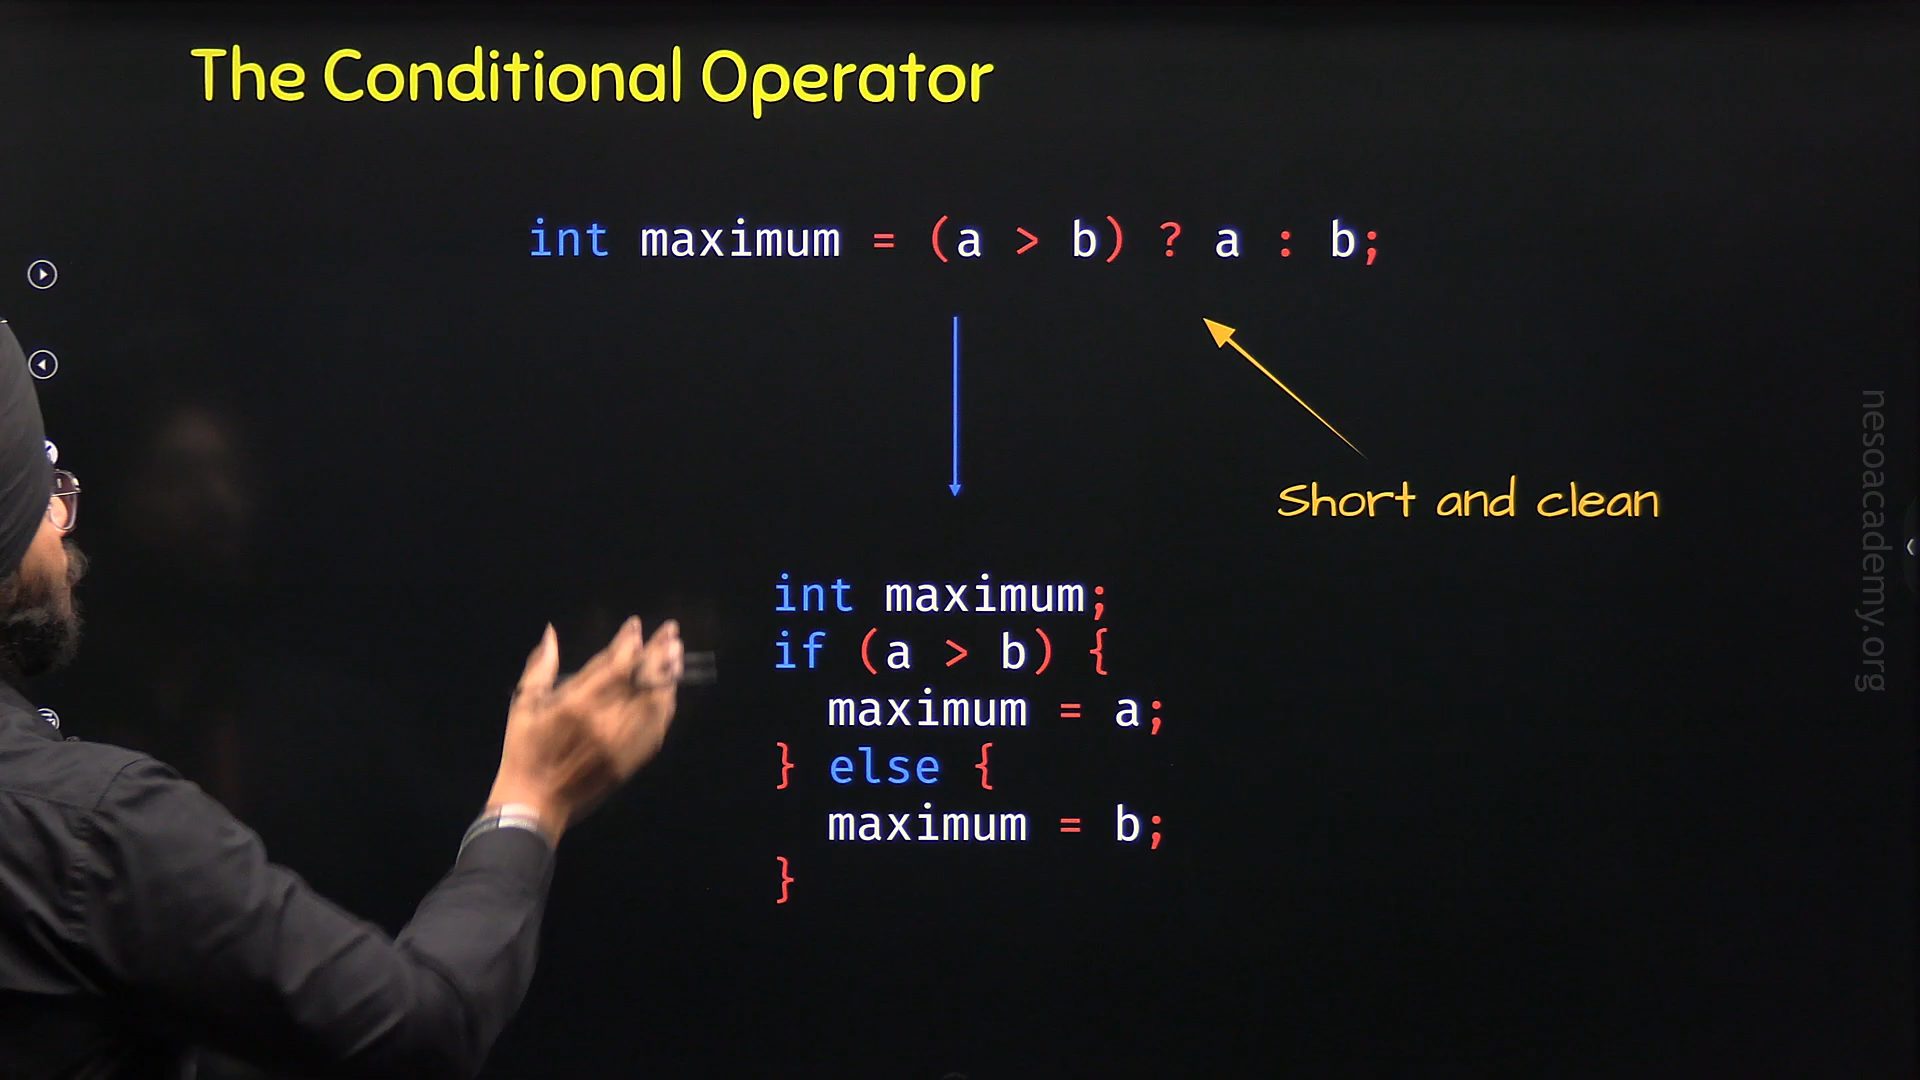 The Conditional Operator
int maximum = (a > b) ? a : b;
Short and clean
int maximum;
if (a > b) {
maximum = a;
} else {
maximum = b;
}
nesoacademy.org